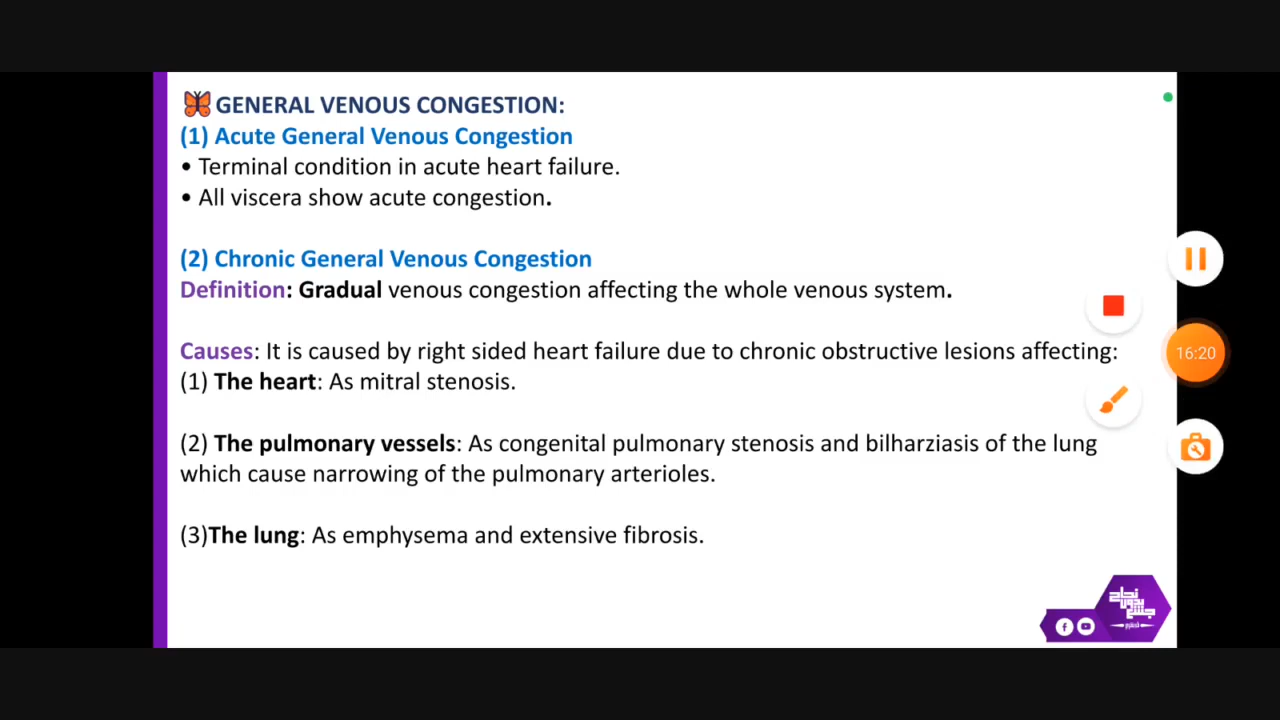 GENERAL VENOUS CONGESTION:
(1) Acute General Venous Congestion
• Terminal condition in acute heart failure.
• All viscera show acute congestion.
(2) Chronic General Venous Congestion
Definition: Gradual venous congestion affecting the whole venous system.
Causes: It is caused by right sided heart failure due to chronic obstructive lesions affecting:
(1) The heart: As mitral stenosis.
(2) The pulmonary vessels: As congenital pulmonary stenosis and bilharziasis of the lung
which cause narrowing of the pulmonary arterioles.
(3)The lung: As emphysema and extensive fibrosis.
16:20